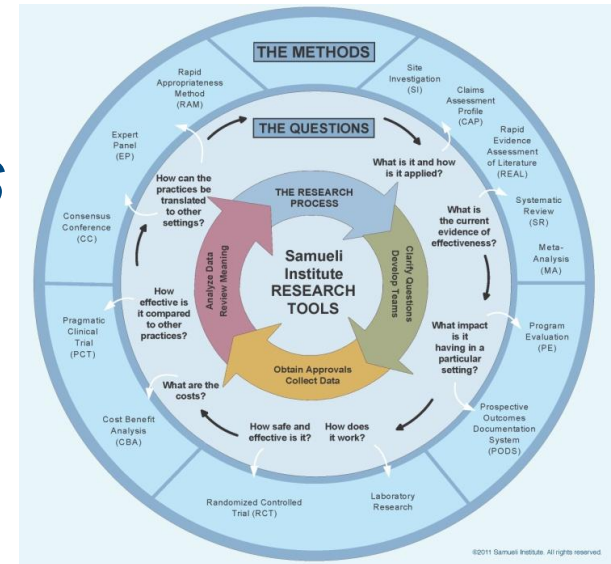 THE METHODS
Site
Investigation
(SI)
Claims
Assessment
Profile
(CAP)
Rapid
Evidence
Assessment
of Literature
(REAL)
Systematic
Review
(SR)
Meta-
Analysis
(MA)
Program
Evaluation
(PE)
Prospective
Outcomes
Documentation
System
(PODS)
Laboratory
Research
Randomized Controlled
Trial (RCT)
Cost Benefit
Analysis
(CBA)
Pragmatic
Clinical
Trial
(PCT)
Consensus
Conference
(CC)
Expert
Panel
(EP)
Rapid
Appropriateness
Method
(RAM)
THE QUESTIONS
What is it and how
is it applied?
What is
the current
evidence of
effectiveness?
What impact
is it
having in a
particular
setting?
How does
it work?
How safe and
effective is it?
What are the
costs?
How
effective is
it compared
to other
practices?
How can the
practices be
translated
to other
settings?
THE RESEARCH
PROCESS
Clarify Questions
Develop Teams
Obtain Approvals
Collect Data
Analyze Data
Review Meaning
Samueli
Institute
RESEARCH
TOOLS
©2011 Samueli Institute. All rights reserved.